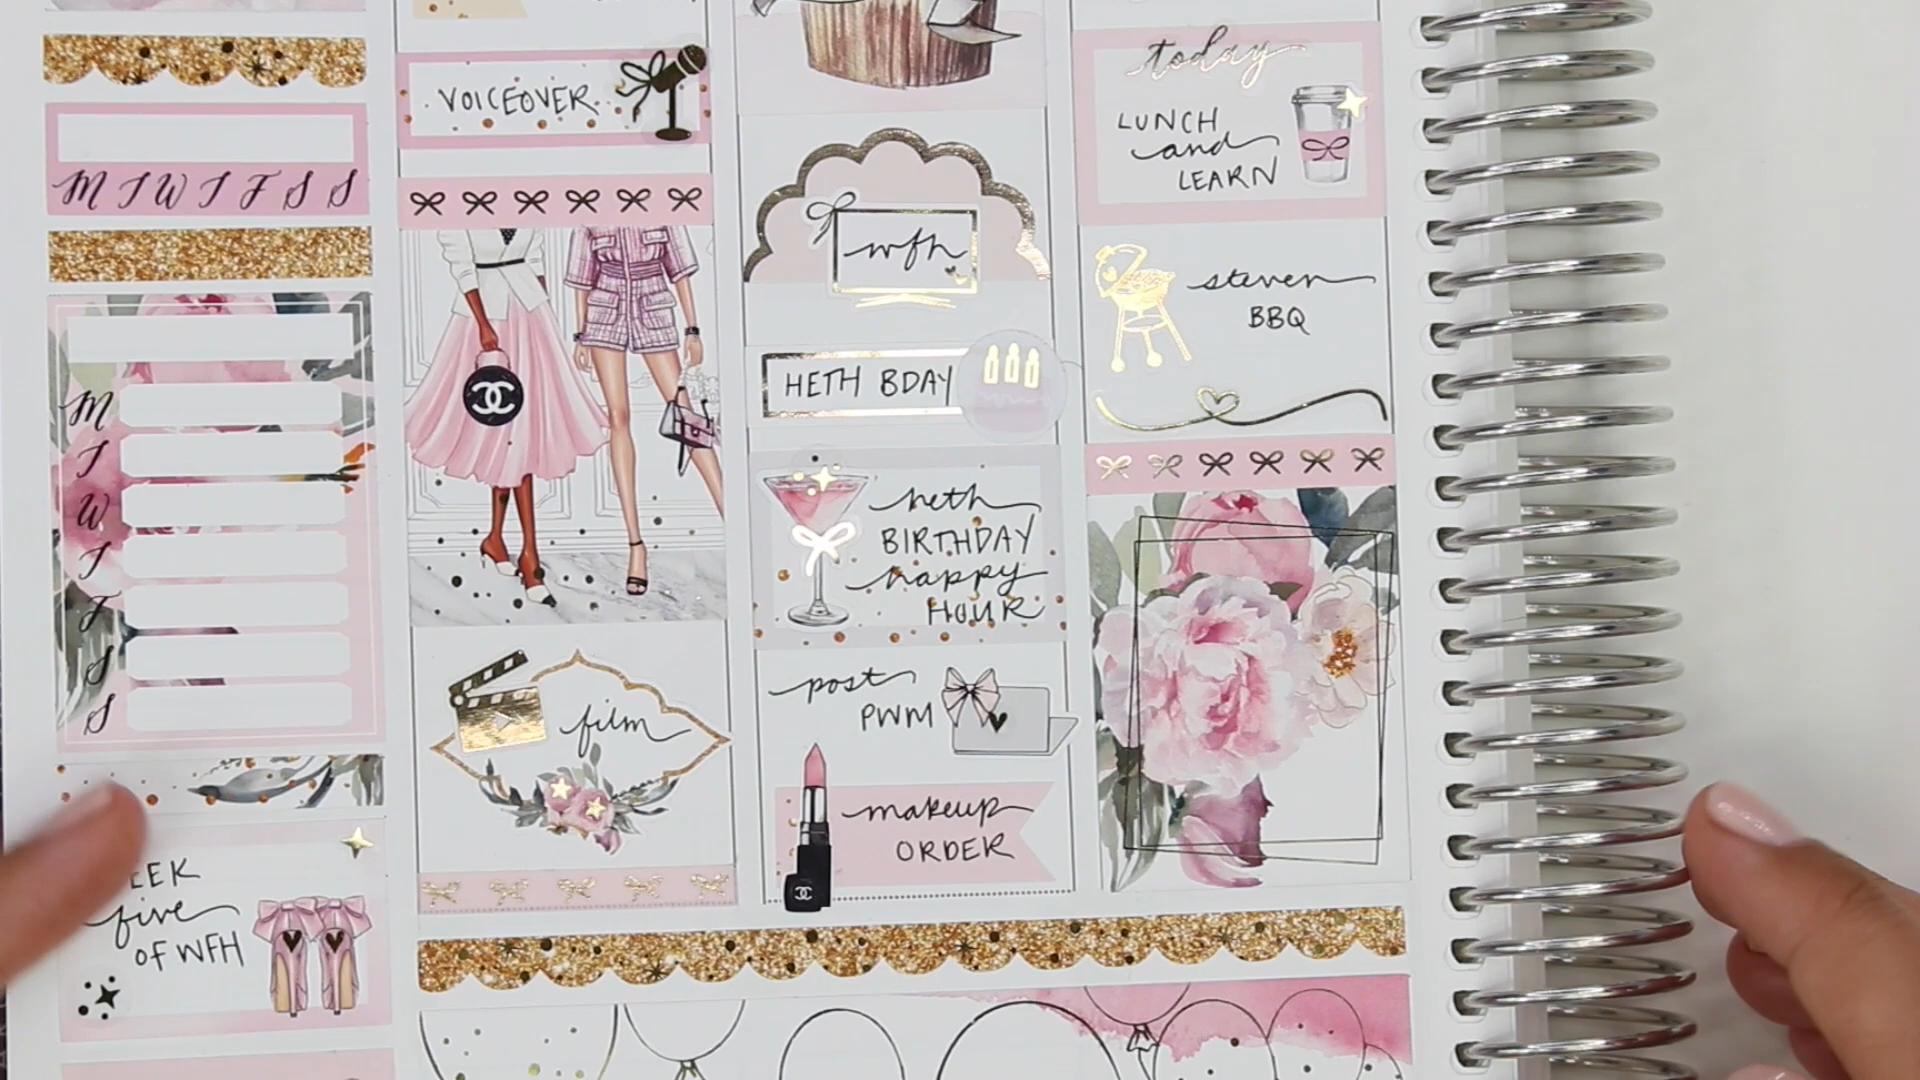 M T W T F S S
M
T
W
T
F
S
S
five
OF WFH
VOICEOVER
film
wfh
HETH BDAY
heth
BIRTHDAY
happy
HOUR
post
PWM
makeup
ORDER
today
LUNCH
and
LEARN
steven
BBQ